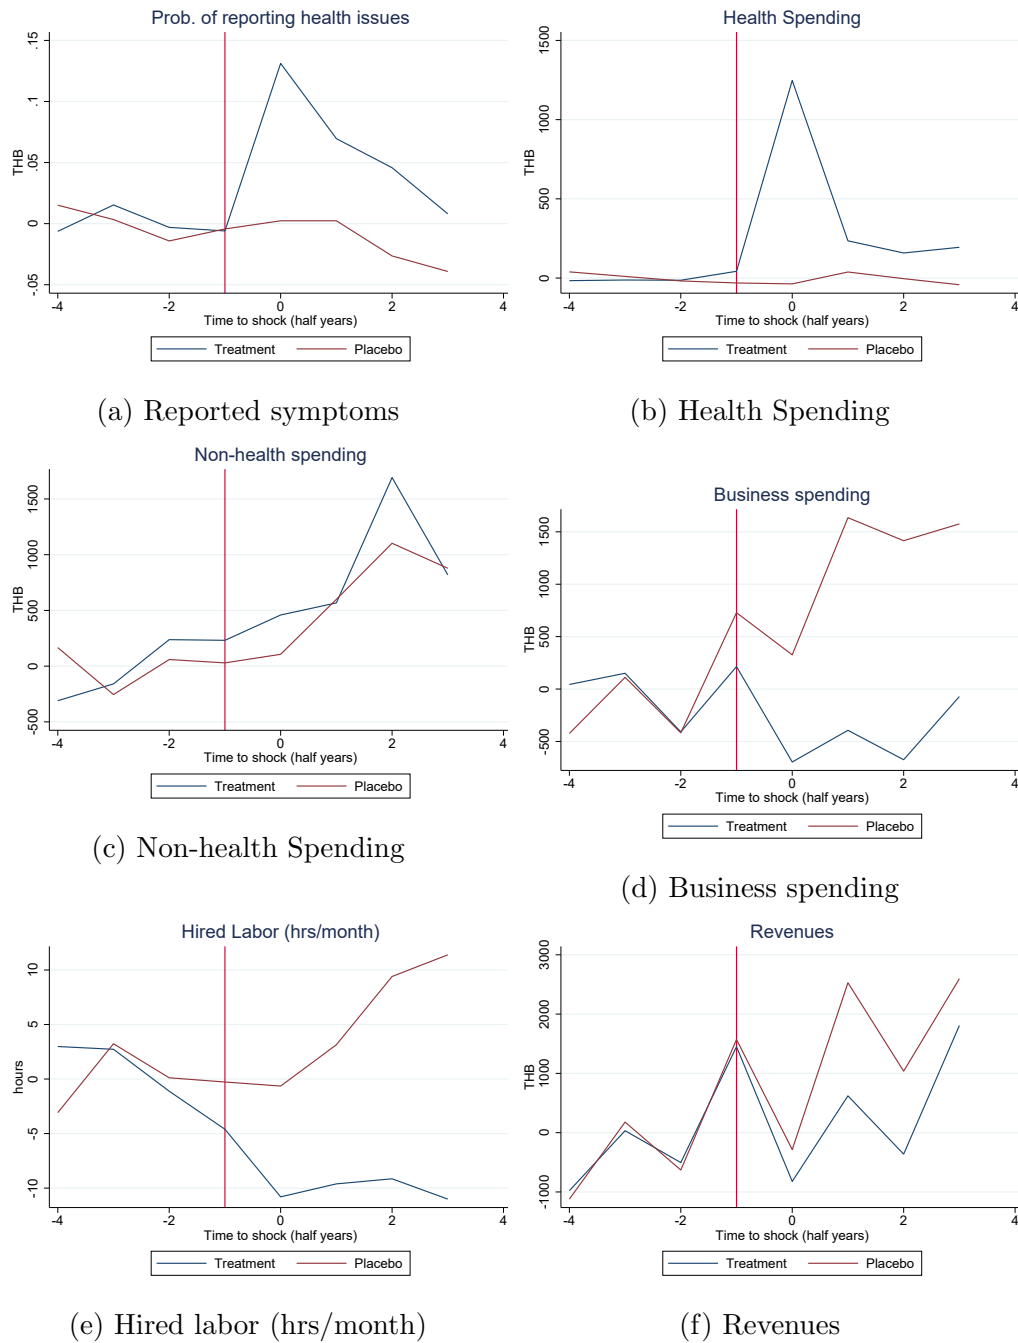 Prob. of reporting health issues
THB
.15
.1
.05
0
-.05
-4
-2
0
2
4
Time to shock (half years)
Treatment
Placebo
(a) Reported symptoms
Health Spending
THB
1500
1000
500
0
-4
-2
0
2
4
Time to shock (half years)
Treatment
Placebo
(b) Health Spending
Non-health spending
THB
1500
1000
500
0
-500
-4
-2
0
2
4
Time to shock (half years)
Treatment
Placebo
(c) Non-health Spending
Business spending
THB
1500
1000
500
0
-500
-4
-2
0
2
4
Time to shock (half years)
Treatment
Placebo
(d) Business spending
Hired Labor (hrs/month)
hours
10
5
0
-5
-10
-4
-2
0
2
4
Time to shock (half years)
Treatment
Placebo
(e) Hired labor (hrs/month)
Revenues
THB
3000
2000
1000
0
-1000
-4
-2
0
2
4
Time to shock (half years)
Treatment
Placebo
(f) Revenues